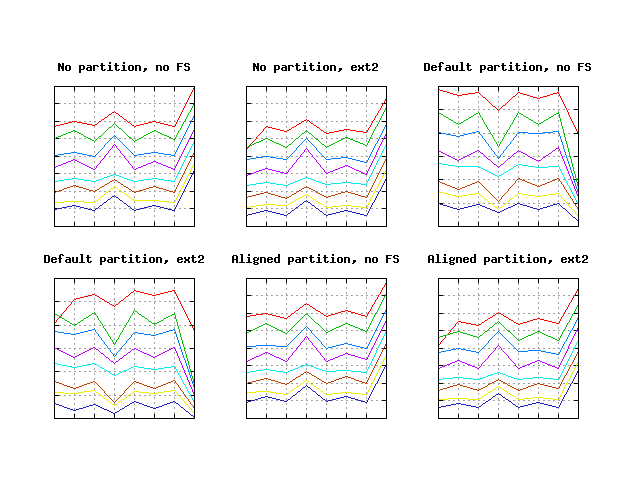 No partition, no FS
No partition, ext2
Default partition, no FS
Default partition, ext2
Aligned partition, no FS
Aligned partition, ext2